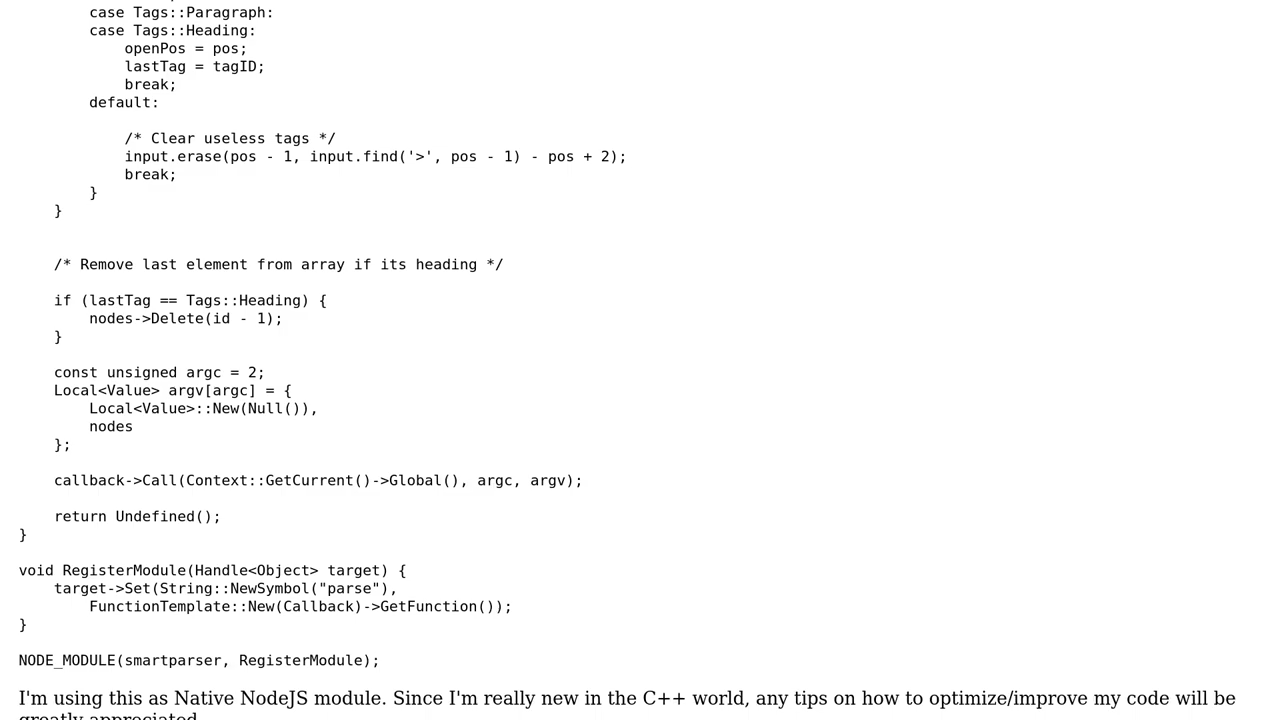 case Tags::Paragraph:
        case Tags::Heading:
            openPos = pos;
            lastTag = tagID;
            break;
        default:
            /* Clear useless tags */
            input.erase(pos - 1, input.find('>', pos - 1) - pos + 2);
            break;
        }
    }
    /* Remove last element from array if its heading */
    if (lastTag == Tags::Heading) {
        nodes->Delete(id - 1);
    }
    const unsigned argc = 2;
    Local<Value> argv[argc] = {
        Local<Value>::New(Null()),
        nodes
    };
    callback->Call(Context::GetCurrent()->Global(), argc, argv);
    return Undefined();
}
void RegisterModule(Handle<Object> target) {
    target->Set(String::NewSymbol("parse"),
        FunctionTemplate::New(Callback)->GetFunction());
}
NODE_MODULE(smartparser, RegisterModule);
I'm using this as Native NodeJS module. Since I'm really new in the C++ world, any tips on how to optimize/improve my code will be
greatly appreciated